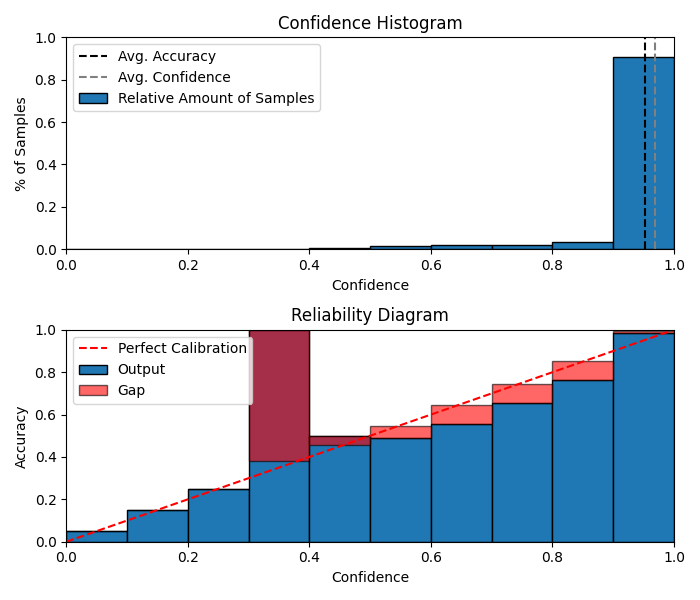 Confidence Histogram
1.0
0.8
0.6
0.4
0.2
0.0
% of Samples
Avg. Accuracy
Avg. Confidence
Relative Amount of Samples
0.0 0.2 0.4 0.6 0.8 1.0
Confidence
Reliability Diagram
1.0
0.8
0.6
0.4
0.2
0.0
Accuracy
Perfect Calibration
Output
Gap
0.0 0.2 0.4 0.6 0.8 1.0
Confidence